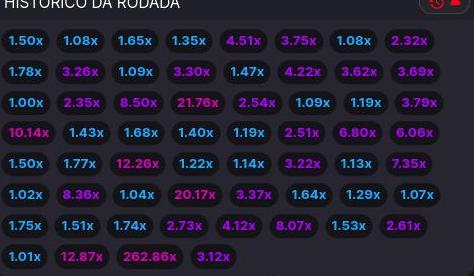 HISTÓRICO DA RODADA
1.50x 1.08x 1.65x 1.35x 4.51x 3.75x 1.08x 2.32x
1.78x 3.26x 1.09x 3.30x 1.47x 4.22x 3.62x 3.69x
1.00x 2.35x 8.50x 21.76x 2.54x 1.09x 1.19x 3.79x
10.14x 1.43x 1.68x 1.40x 1.19x 2.51x 6.80x 6.06x
1.50x 1.77x 12.26x 1.22x 1.14x 3.22x 1.13x 7.35x
1.02x 8.36x 1.04x 20.17x 3.37x 1.64x 1.29x 1.07x
1.75x 1.51x 1.74x 2.73x 4.12x 8.07x 1.53x 2.61x
1.01x 12.87x 262.86x 3.12x